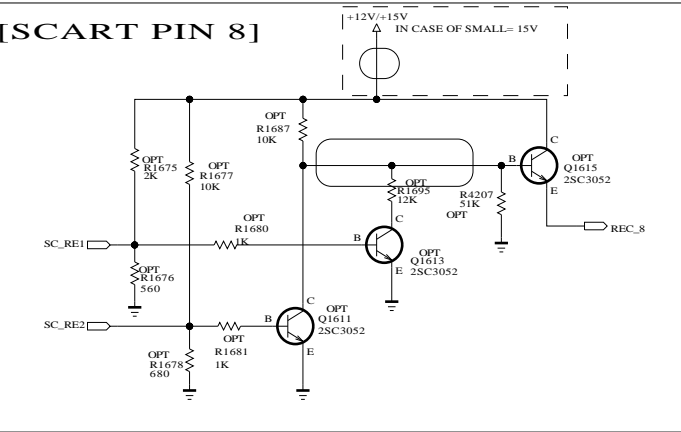 [SCART PIN 8]
+12V/+15V
IN CASE OF SMALL= 15V
OPT
R1687
10K
C
B
OPT
Q1615
2SC3052
E
OPT
R1675
2K
OPT
R1677
10K
OPT
R1695
12K
R4207
51K
OPT
REC_8
OPT
R1680
1K
C
SC_RE1
B
OPT
Q1613
2SC3052
E
OPT
R1676
560
C
OPT
Q1611
2SC3052
B
SC_RE2
E
OPT
R1678
680
OPT
R1681
1K